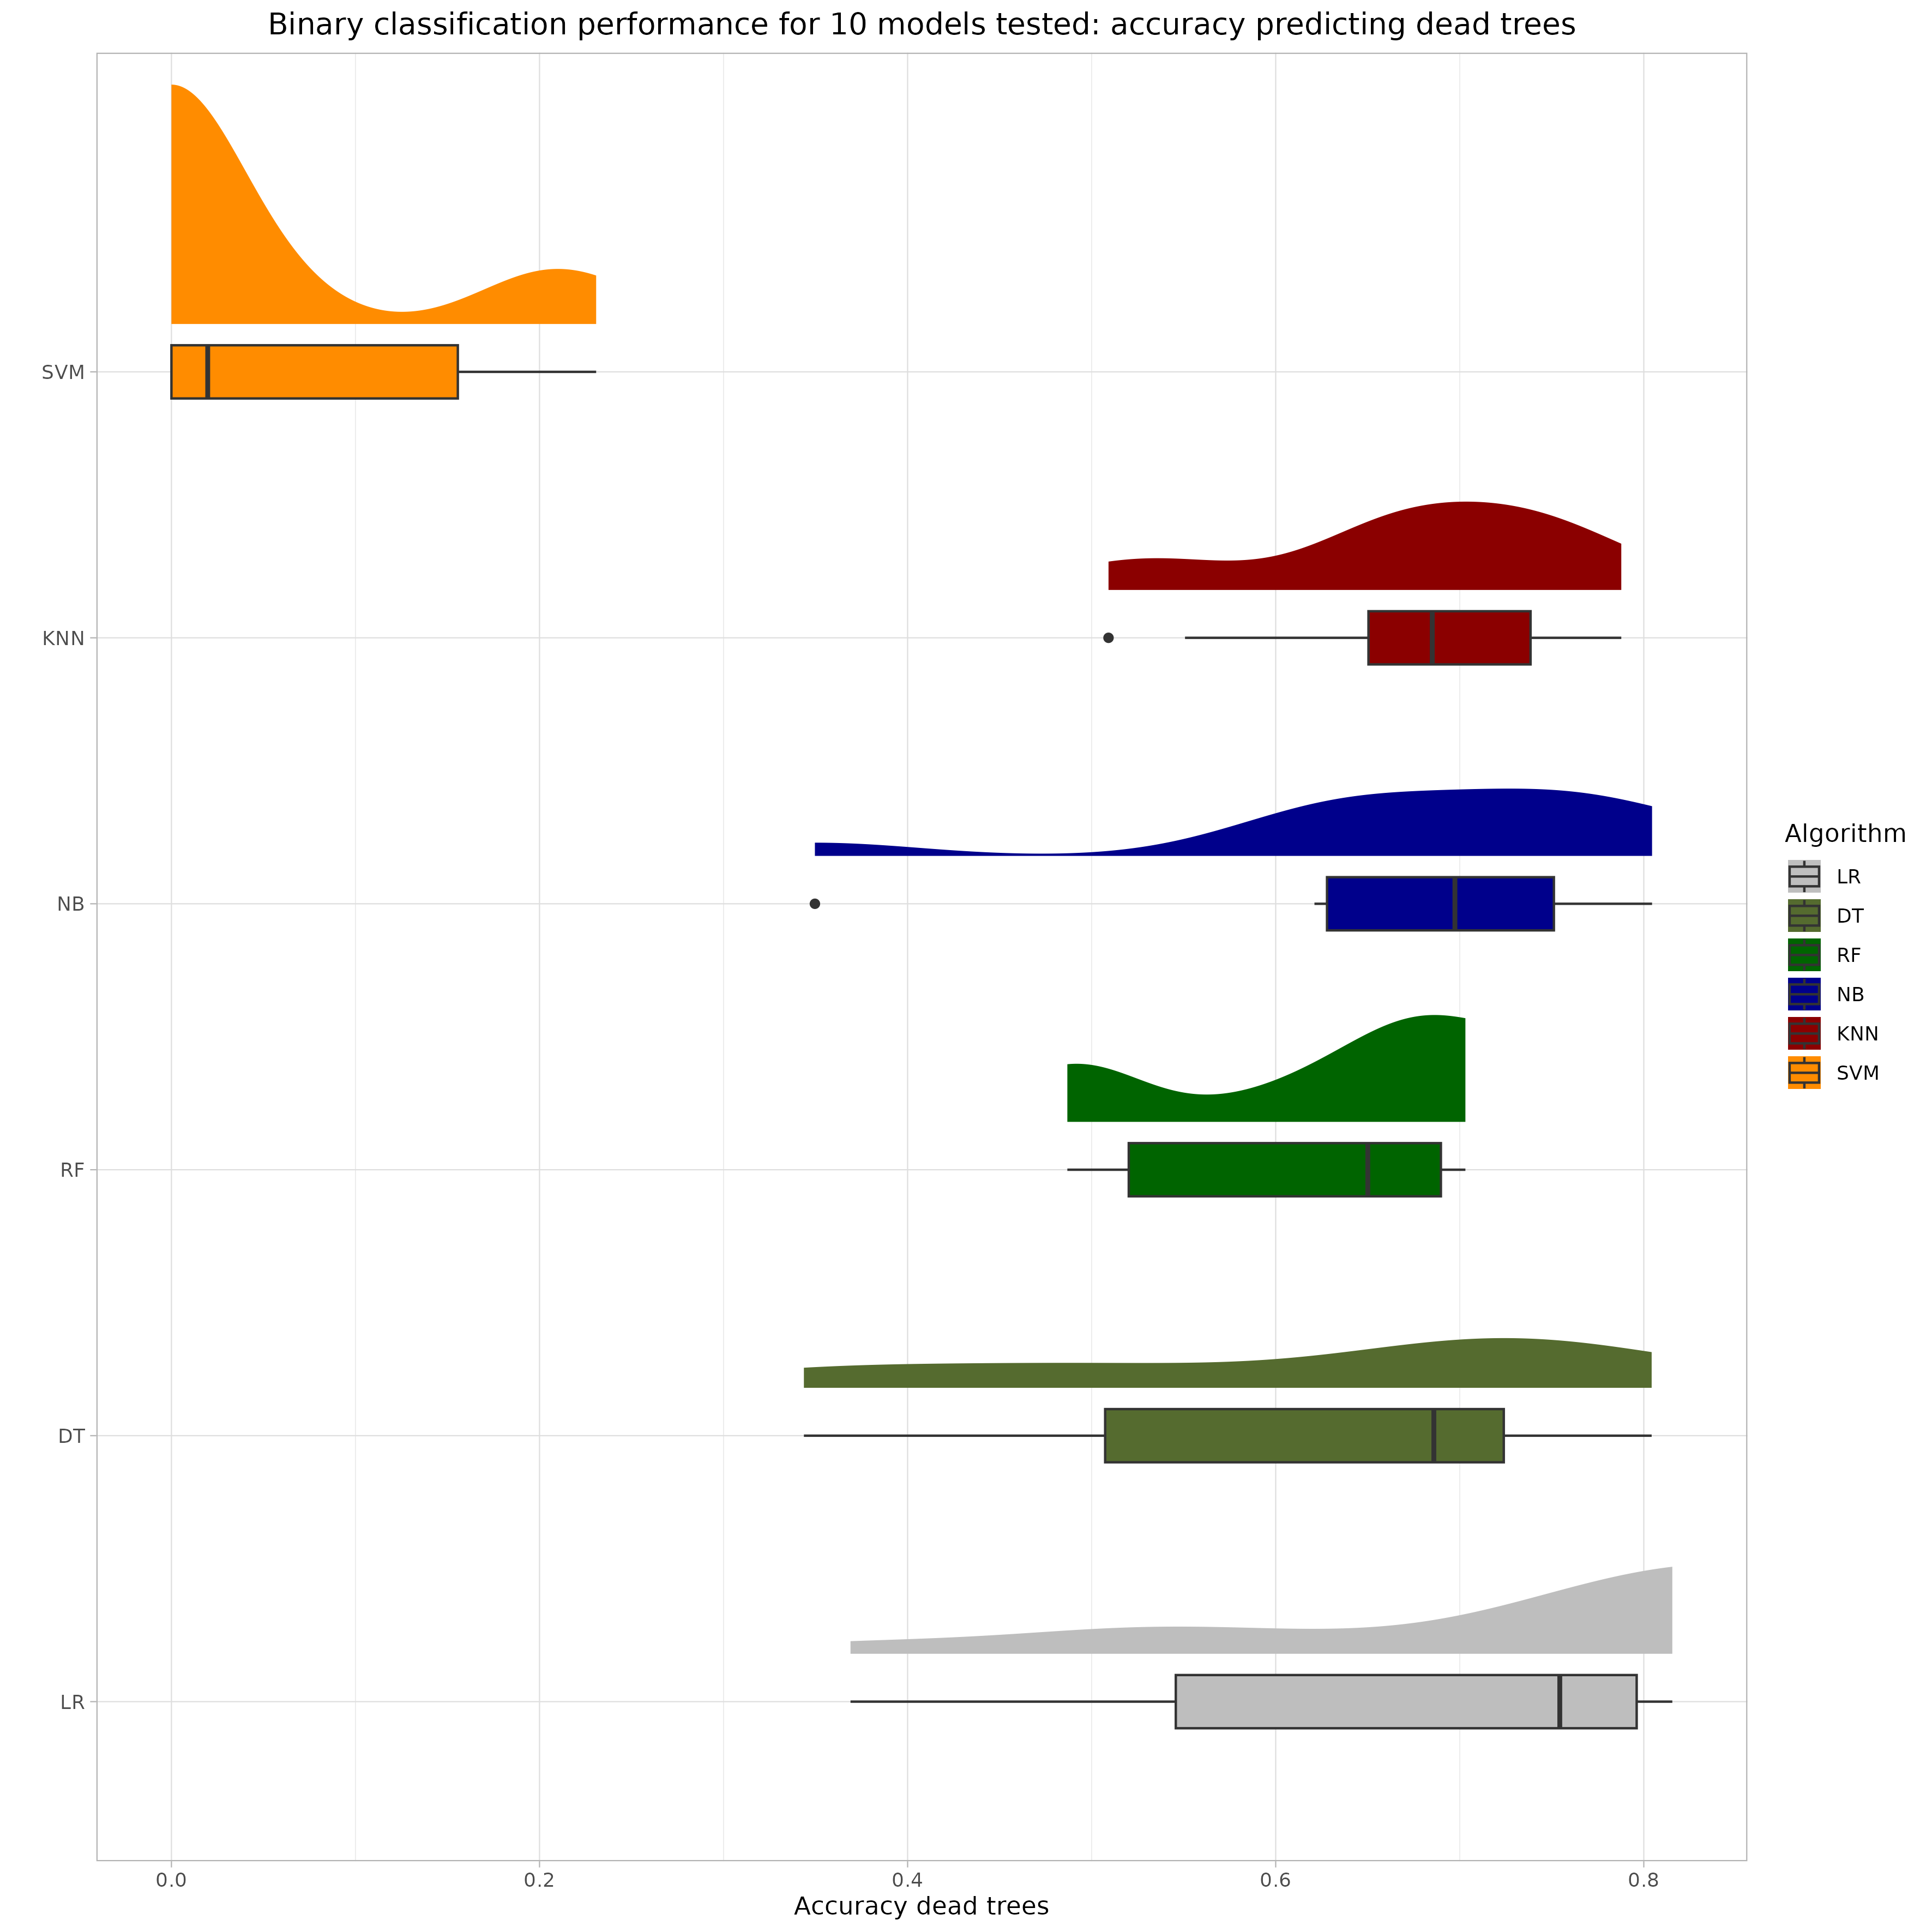 Binary classification performance for 10 models tested: accuracy predicting dead trees
SVM
KNN
NB
RF
DT
LR
0.0 0.2 0.4 0.6 0.8
Accuracy dead trees
Algorithm
LR
DT
RF
NB
KNN
SVM